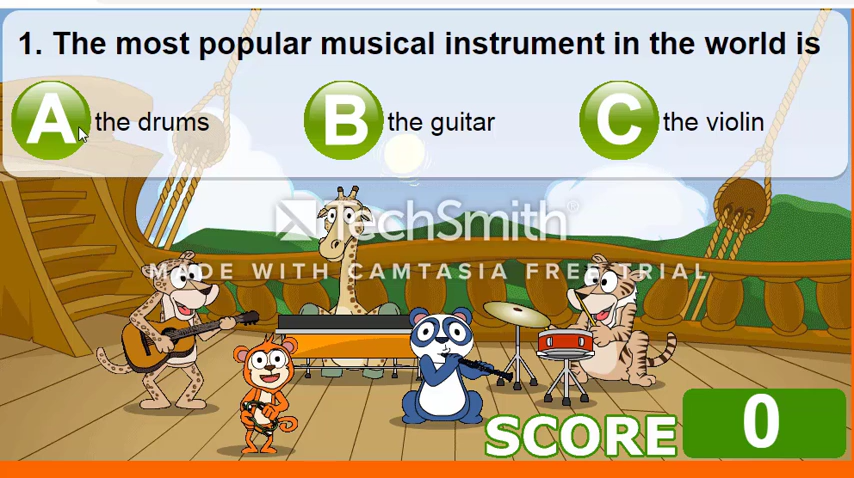 1. The most popular musical instrument in the world is
A the drums B the guitar C the violin
TechSmith®
MADE WITH CAMTASIA FREE TRIAL
SCORE 0